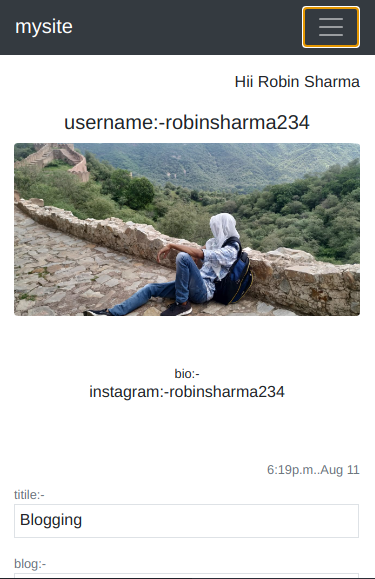 mysite
Hii Robin Sharma
username:-robinsharma234
bio:-
instagram:-robinsharma234
6:19p.m..Aug 11
titile:-
Blogging
blog:-